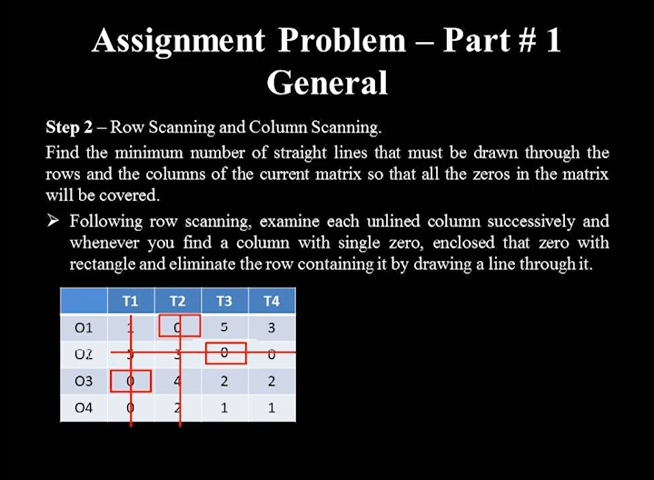 Assignment Problem – Part # 1
General
Step 2 – Row Scanning and Column Scanning.
Find the minimum number of straight lines that must be drawn through the
rows and the columns of the current matrix so that all the zeros in the matrix
will be covered.
➢ Following row scanning, examine each unlined column successively and
whenever you find a column with single zero, enclosed that zero with
rectangle and eliminate the row containing it by drawing a line through it.
T1 T2 T3 T4
O1 1 0 5 3
O2 3 0 0
O3 0 4 2 2
O4 0 2 1 1